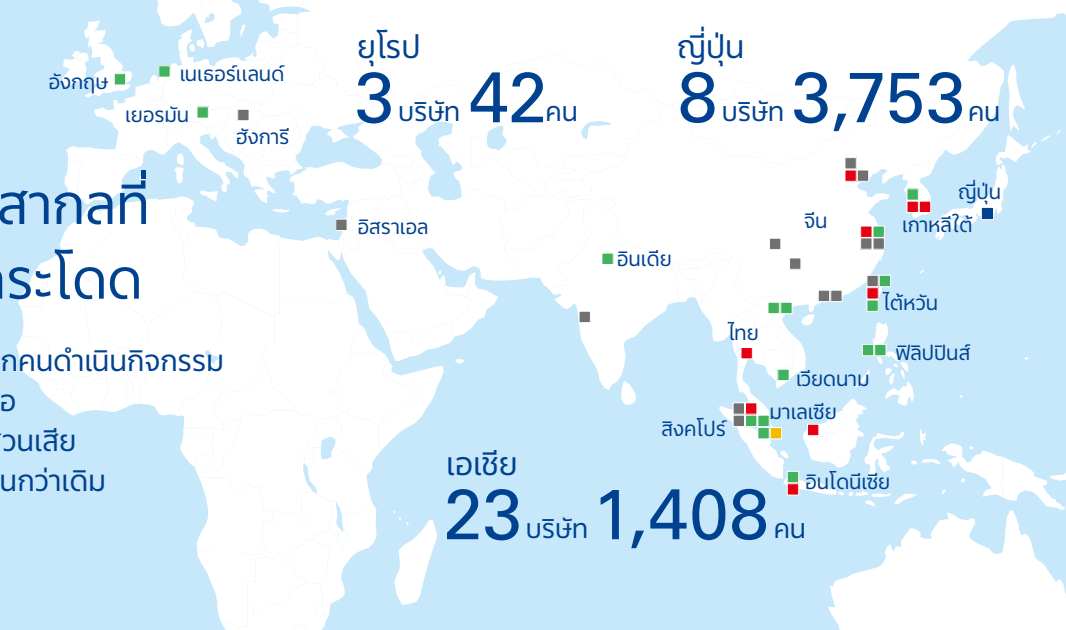 ยุโรป
3 บริษัท 42คน
ญี่ปุ่น
8 บริษัท 3,753 คน
อังกฤษ
เนเธอร์แลนด์
เยอรมัน
ฮังการี
สากลที่
ระโดด
กคนดำเนินกิจกรรม
อ
วนเสีย
นกว่าเดิม
อิสราเอล
อินเดีย
จีน
ญี่ปุ่น
เกาหลีใต้
ไต้หวัน
ไทย
ฟิลิปปินส์
เวียดนาม
มาเลเซีย
สิงคโปร์
อินโดนีเซีย
เอเชีย
23 บริษัท 1,408 คน